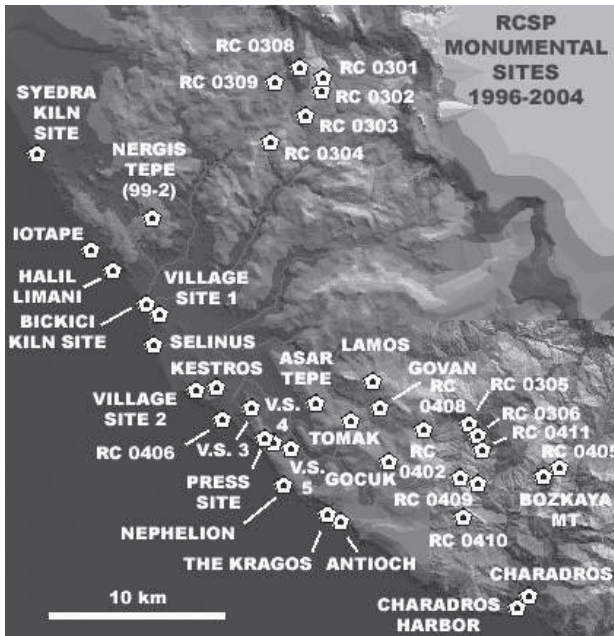 RCSP
MONUMENTAL
SITES
1996-2004
RC 0308
RC 0301
RC 0309
RC 0302
RC 0303
RC 0304
SYEDRA
KILN
SITE
NERGIS
TEPE
(99-2)
IOTAPE
HALIL
LIMANI
VILLAGE
SITE 1
BICKICI
KILN SITE
SELINUS
KESTROS
ASAR
TEPE
LAMOS
GOVAN
RC
0408
RC 0305
RC 0306
RC 0411
RC 0405
VILLAGE
SITE 2
V.S.
4
TOMAK
RC 0406
V.S. 3
RC
0402
PRESS
SITE
V.S.
5
GOCUK
RC 0409
BOZKAYA
MT.
NEPHELION
RC 0410
THE KRAGOS
ANTIOCH
CHARADROS
CHARADROS
HARBOR
10 km